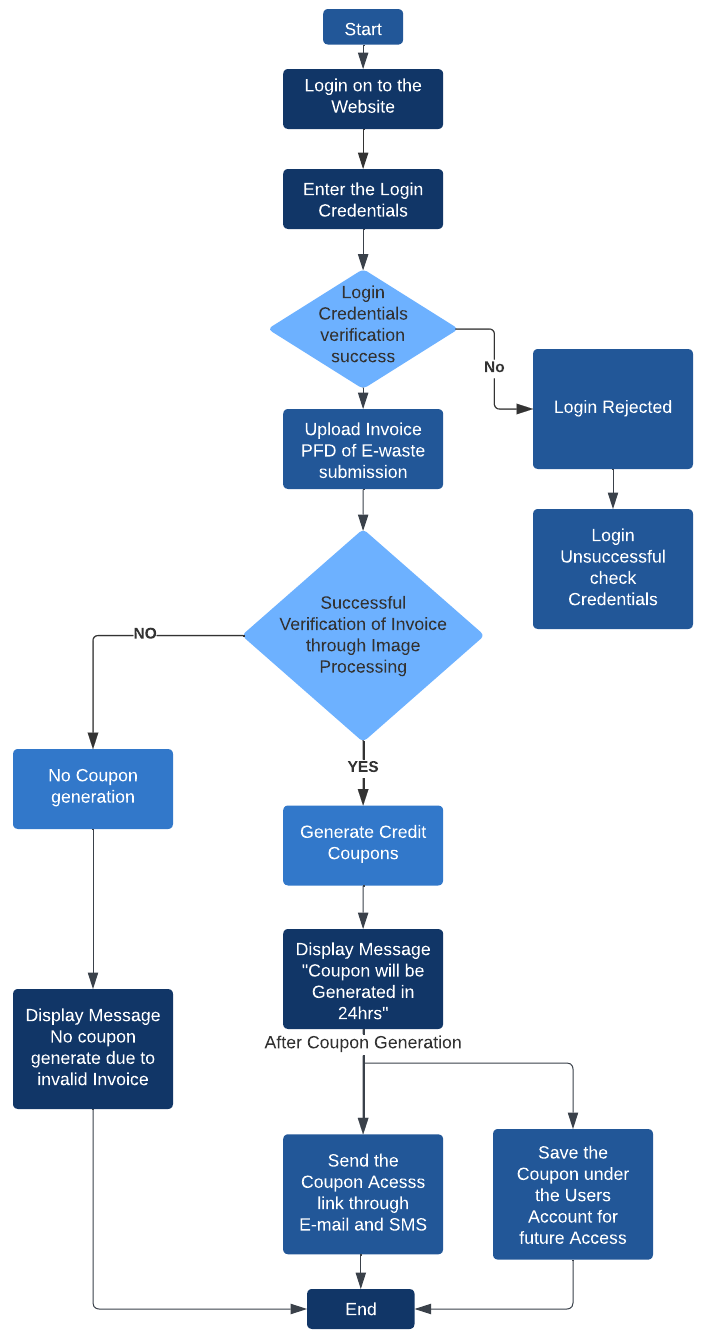 Start
Login on to the
Website
Enter the Login
Credentials
Login
Credentials
verification
success
No
Login Rejected
Upload Invoice
PFD of E-waste
submission
Login
Unsuccessful
check
Credentials
Successful
Verification of Invoice
through Image
Processing
NO
YES
No Coupon
generation
Generate Credit
Coupons
Display Message
"Coupon will be
Generated in
24hrs"
Display Message
No coupon
generate due to
invalid Invoice
After Coupon Generation
Send the
Coupon Acesss
link through
E-mail and SMS
Save the
Coupon under
the Users
Account for
future Access
End